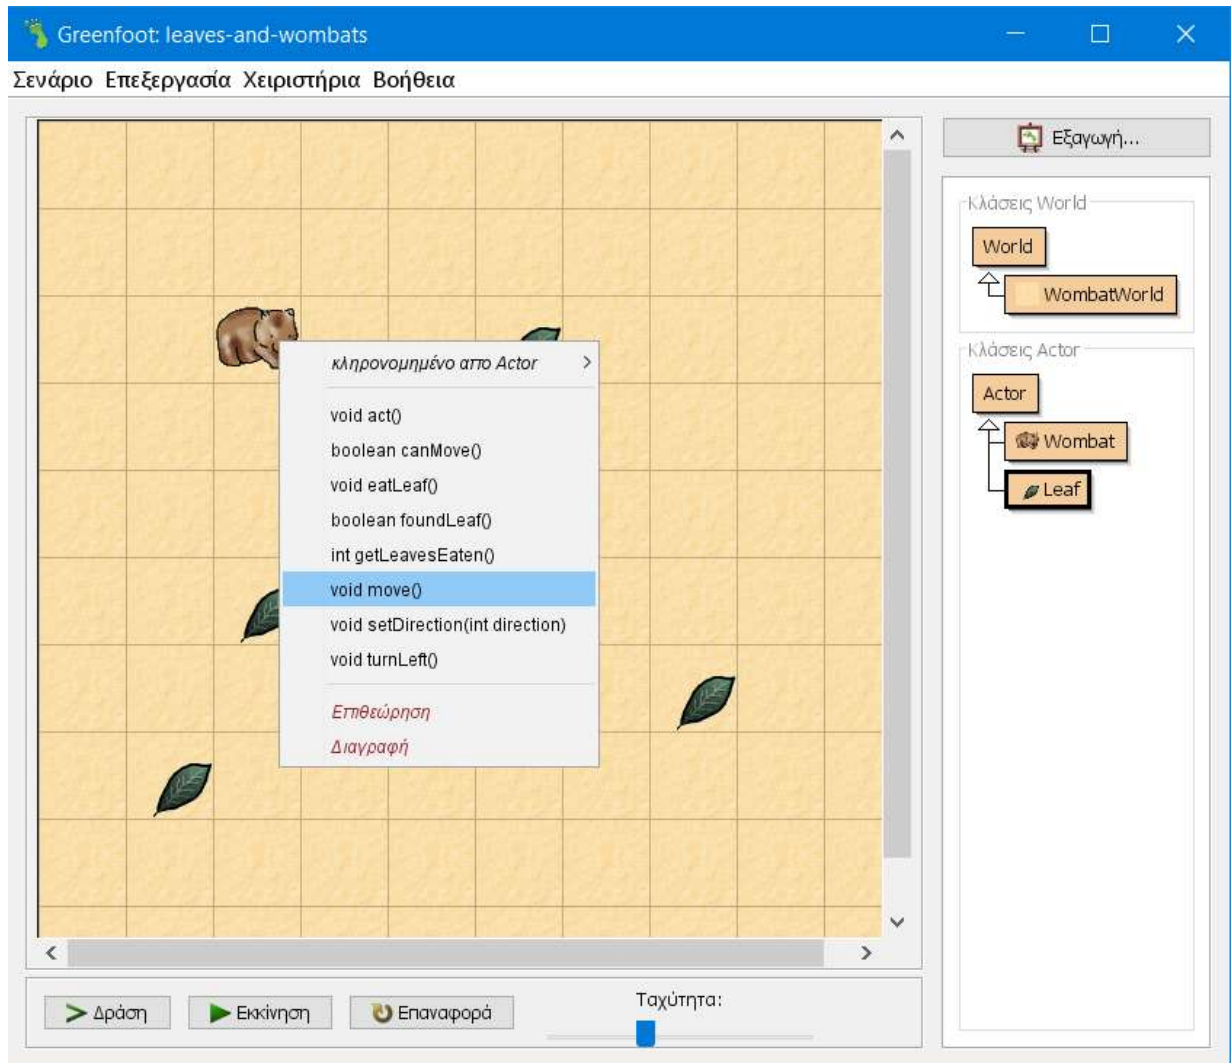 Greenfoot: leaves-and-wombats
Σενάριο Επεξεργασία Χειριστήρια Βοήθεια
Εξαγωγή...
Κλάσεις World
World
WombatWorld
Κλάσεις Actor
Actor
Wombat
Leaf
κληρονομημένο απο Actor
void act()
boolean canMove()
void eatLeaf()
boolean foundLeaf()
int getLeavesEaten()
void move()
void setDirection(int direction)
void turnLeft()
Επιθεώρηση
Διαγραφή
Δράση
Εκκίνηση
Επαναφορά
Ταχύτητα: